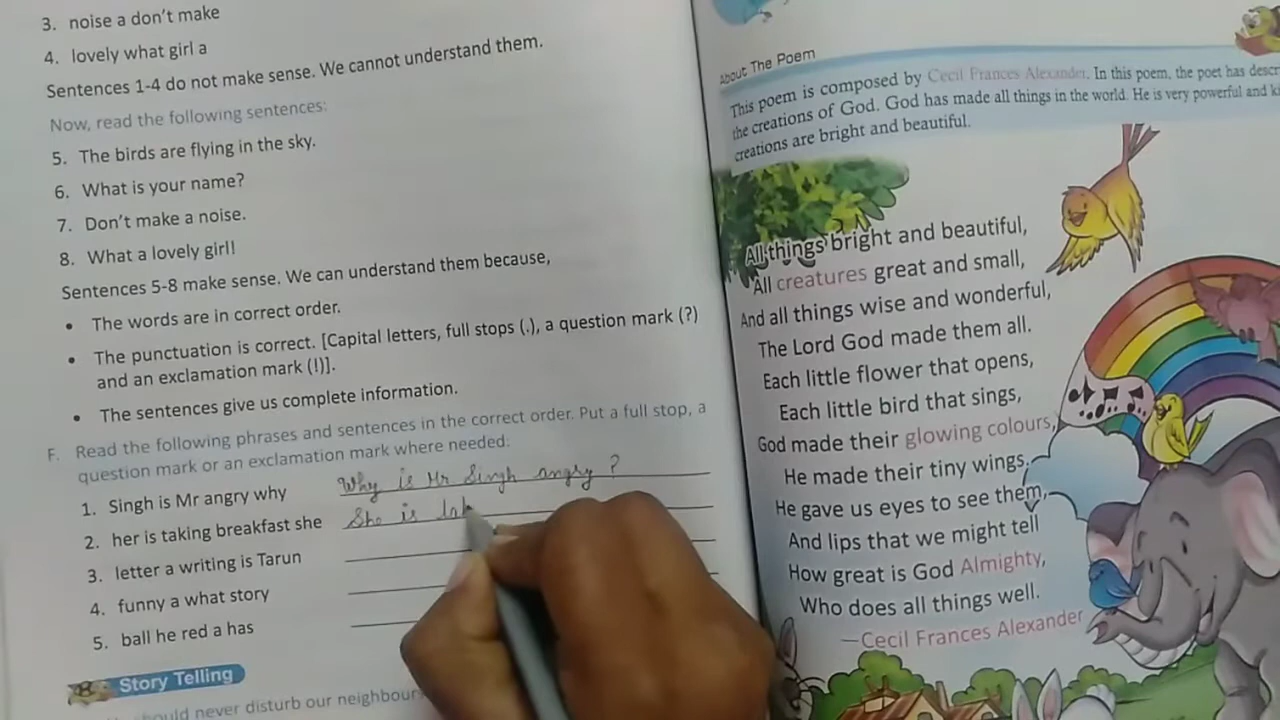 3. noise a don't make
4. lovely what girl a
Sentences 1-4 do not make sense. We cannot understand them.
Now, read the following sentences:
5. The birds are flying in the sky.
6. What is your name?
7. Don't make a noise.
8. What a lovely girl!
Sentences 5-8 make sense. We can understand them because,
• The words are in correct order.
• The punctuation is correct. [Capital letters, full stops (.), a question mark (?)
and an exclamation mark (!)].
• The sentences give us complete information.
F. Read the following phrases and sentences in the correct order. Put a full stop, a
question mark or an exclamation mark where needed:
1. Singh is Mr angry why Why is Mr Singh angry ?
2. her is taking breakfast she She is
3. letter a writing is Tarun
4. funny a what story
5. ball he red a has
Story Telling
should never disturb our neighbour
About The Poem
This poem is composed by Cecil Frances Alexander. In this poem, the poet has descr
the creations of God. God has made all things in the world. He is very powerful and
creations are bright and beautiful.
All things bright and beautiful,
All creatures great and small,
And all things wise and wonderful,
The Lord God made them all.
Each little flower that opens,
Each little bird that sings,
God made their glowing colours,
He made their tiny wings.
He gave us eyes to see them,
And lips that we might tell
How great is God Almighty,
Who does all things well.
—Cecil Frances Alexander